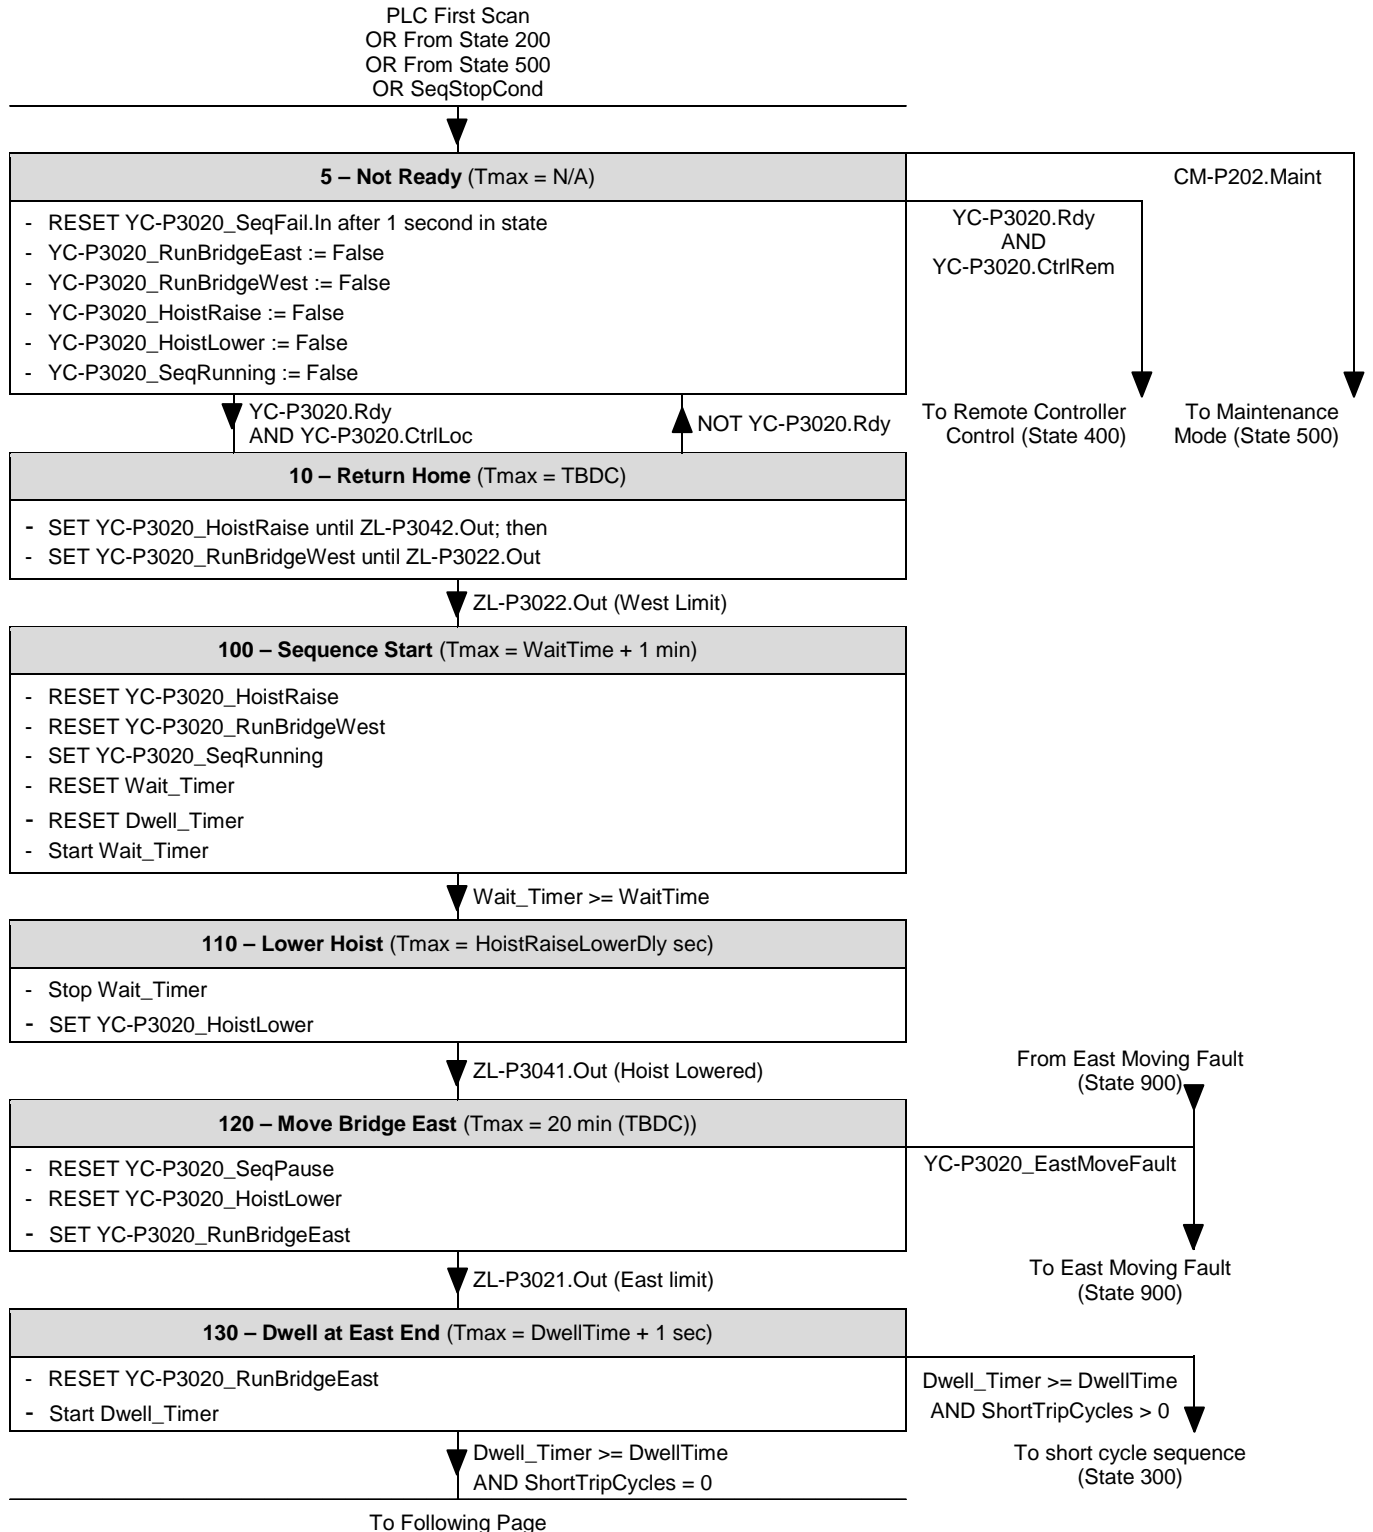 PLC First Scan
OR From State 200
OR From State 500
OR SeqStopCond
5 – Not Ready (Tmax = N/A)
- RESET YC-P3020_SeqFail.In after 1 second in state
- YC-P3020_RunBridgeEast := False
- YC-P3020_RunBridgeWest := False
- YC-P3020_HoistRaise := False
- YC-P3020_HoistLower := False
- YC-P3020_SeqRunning := False
CM-P202.Maint
YC-P3020.Rdy
AND
YC-P3020.CtrlRem
To Remote Controller
Control (State 400)
To Maintenance
Mode (State 500)
YC-P3020.Rdy
AND YC-P3020.CtrlLoc
NOT YC-P3020.Rdy
10 – Return Home (Tmax = TBDC)
- SET YC-P3020_HoistRaise until ZL-P3042.Out; then
- SET YC-P3020_RunBridgeWest until ZL-P3022.Out
ZL-P3022.Out (West Limit)
100 – Sequence Start (Tmax = WaitTime + 1 min)
- RESET YC-P3020_HoistRaise
- RESET YC-P3020_RunBridgeWest
- SET YC-P3020_SeqRunning
- RESET Wait_Timer
- RESET Dwell_Timer
- Start Wait_Timer
Wait_Timer >= WaitTime
110 – Lower Hoist (Tmax = HoistRaiseLowerDly sec)
- Stop Wait_Timer
- SET YC-P3020_HoistLower
ZL-P3041.Out (Hoist Lowered)
From East Moving Fault
(State 900)
120 – Move Bridge East (Tmax = 20 min (TBDC))
- RESET YC-P3020_SeqPause
- RESET YC-P3020_HoistLower
- SET YC-P3020_RunBridgeEast
YC-P3020_EastMoveFault
To East Moving Fault
(State 900)
ZL-P3021.Out (East limit)
130 – Dwell at East End (Tmax = DwellTime + 1 sec)
- RESET YC-P3020_RunBridgeEast
- Start Dwell_Timer
Dwell_Timer >= DwellTime
AND ShortTripCycles > 0
To short cycle sequence
(State 300)
Dwell_Timer >= DwellTime
AND ShortTripCycles = 0
To Following Page